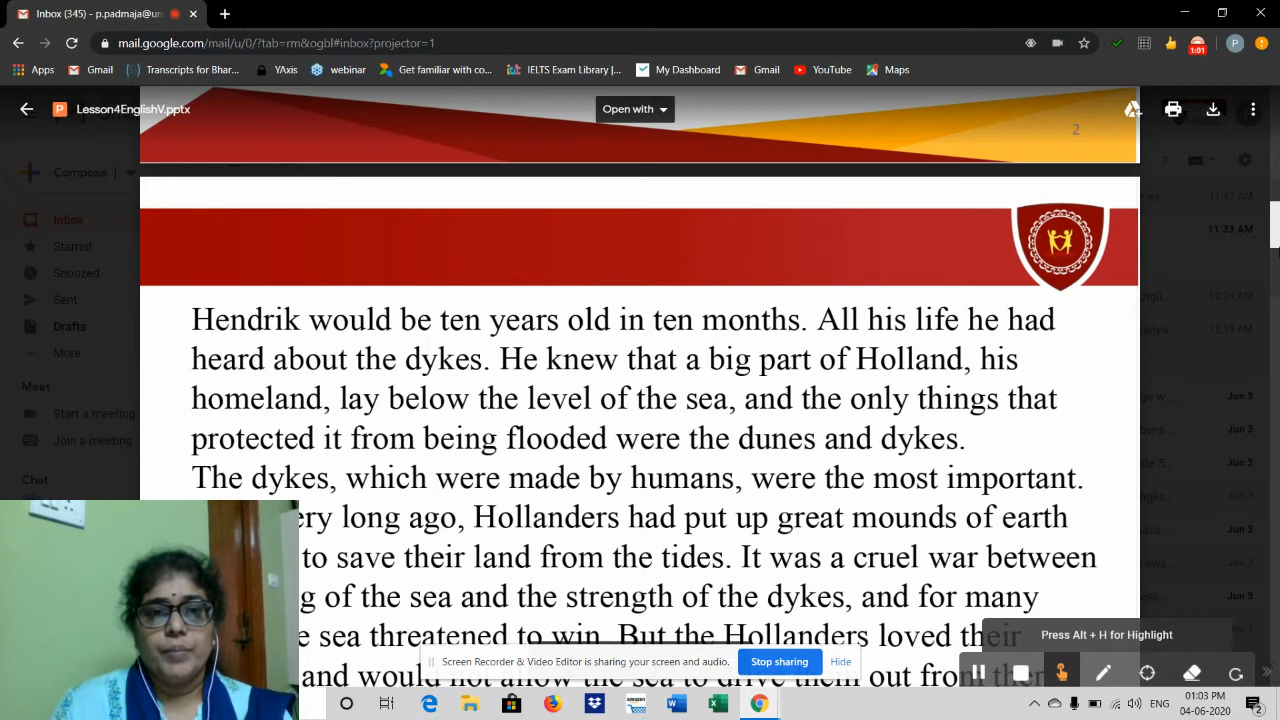 Inbox (345) - p.padmaja@un
mail.google.com/mail/u/0/?tab=rm&ogbl#inbox?projector=1
P
1:01
Apps Gmail Transcripts for Bhar... YAxis webinar Get familiar with co... IELTS Exam Library |... My Dashboard Gmail YouTube Maps
P Lesson4EnglishV.pptx
Open with
2
Compose
Inbox
Starred
Snoozed
Sent
Drafts
More
Meet
Start a meeting
Join a meeting
Chat
11:47 AM
11:33 AM
10:24 AM
12:19 AM
Jun 3
Jun 3
Jun 3
Jun 3
Jun 3
Jun 3
Jun 3
Hendrik would be ten years old in ten months. All his life he had
heard about the dykes. He knew that a big part of Holland, his
homeland, lay below the level of the sea, and the only things that
protected it from being flooded were the dunes and dykes.
The dykes, which were made by humans, were the most important.
ery long ago, Hollanders had put up great mounds of earth
to save their land from the tides. It was a cruel war between
g of the sea and the strength of the dykes, and for many
e sea threatened to win. But the Hollanders loved their
and would not allow the sea to drive them out from their
Press Alt + H for Highlight
Screen Recorder & Video Editor is sharing your screen and audio. Stop sharing Hide
ENG
01:03 PM
04-06-2020
2